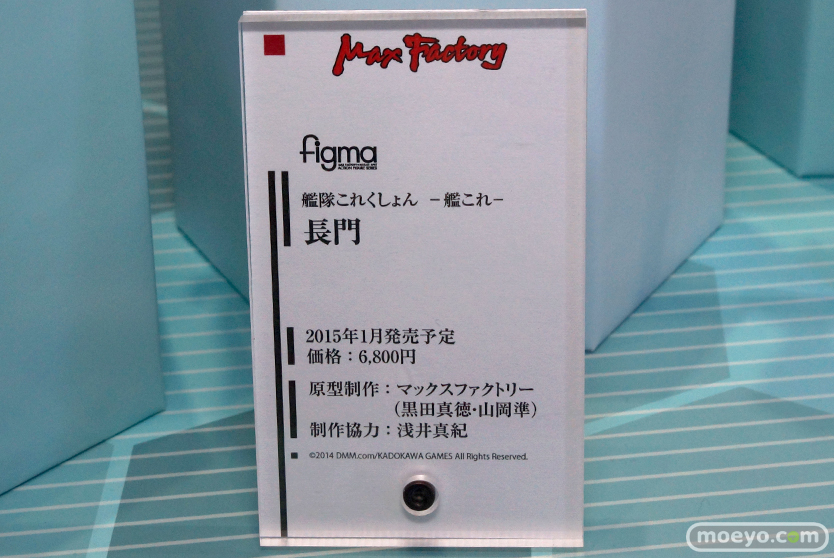 Max Factory
figma
ACTION FIGURE SERIES
艦隊これくしょん －艦これ－
長門
2015年1月発売予定
価格：6,800円
原型制作：マックスファクトリー
（黒田真徳・山岡準）
制作協力：浅井真紀
©2014 DMM.com/KADOKAWA GAMES All Rights Reserved.
moeyo.com